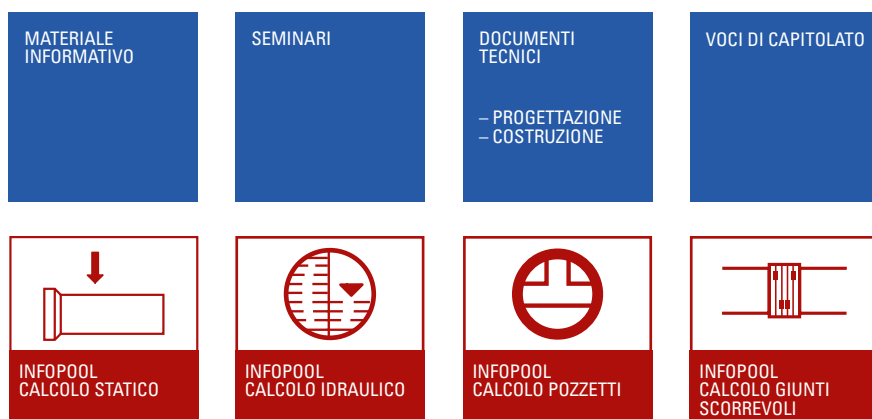 MATERIALE
INFORMATIVO
SEMINARI
DOCUMENTI
TECNICI
– PROGETTAZIONE
– COSTRUZIONE
VOCI DI CAPITOLATO
INFOPOOL
CALCOLO STATICO
INFOPOOL
CALCOLO IDRAULICO
INFOPOOL
CALCOLO POZZETTI
INFOPOOL
CALCOLO GIUNTI
SCORREVOLI